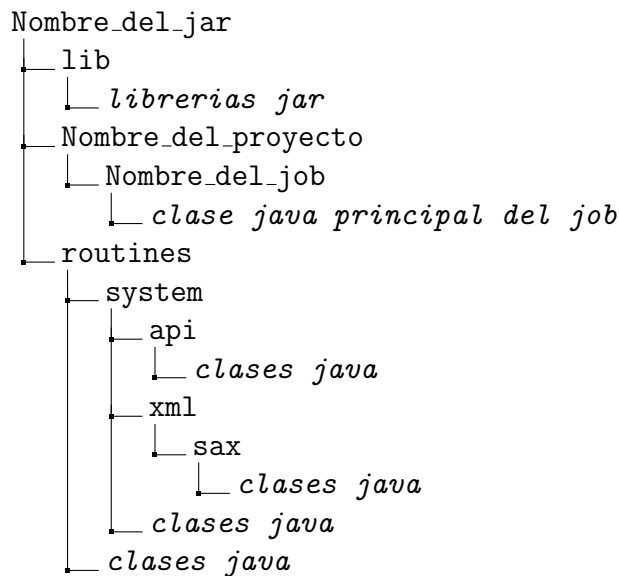 Nombre_del_jar
lib
librerias jar
Nombre_del_proyecto
Nombre_del_job
clase java principal del job
routines
system
api
clases java
xml
sax
clases java
clases java
clases java